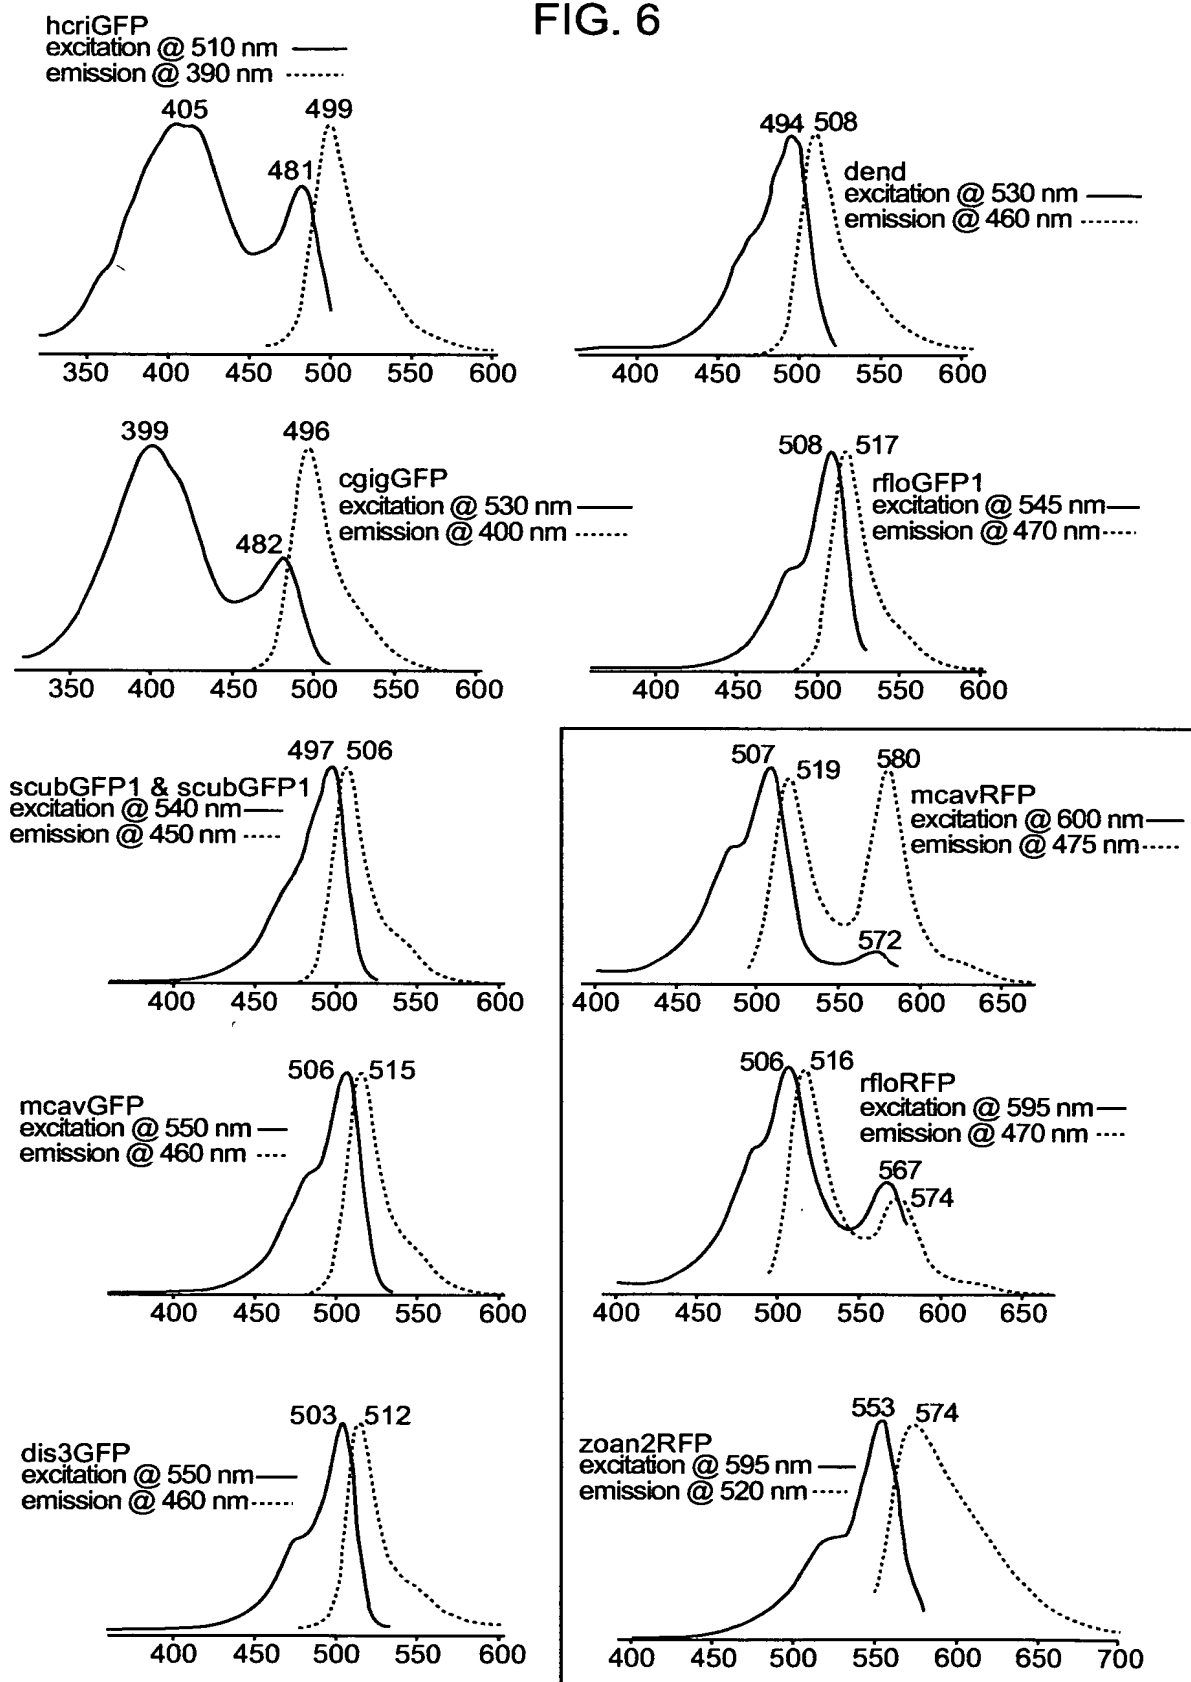 FIG. 6
hcriGFP
excitation @ 510 nm
emission @ 390 nm
405
499
481
350 400 450 500 550 600
494 508
dend
excitation @ 530 nm
emission @ 460 nm
400 450 500 550 600
399
496
482
cgigGFP
excitation @ 530 nm
emission @ 400 nm
350 400 450 500 550 600
508 517
rfloGFP1
excitation @ 545 nm
emission @ 470 nm
400 450 500 550 600
497 506
scubGFP1 & scubGFP1
excitation @ 540 nm
emission @ 450 nm
400 450 500 550 600
507
519
580
572
mcavRFP
excitation @ 600 nm
emission @ 475 nm
400 450 500 550 600 650
506 515
mcavGFP
excitation @ 550 nm
emission @ 460 nm
400 450 500 550 600
506 516
rfloRFP
excitation @ 595 nm
emission @ 470 nm
567
574
400 450 500 550 600 650
503 512
dis3GFP
excitation @ 550 nm
emission @ 460 nm
400 450 500 550 600
553 574
zoan2RFP
excitation @ 595 nm
emission @ 520 nm
400 450 500 550 600 650 700